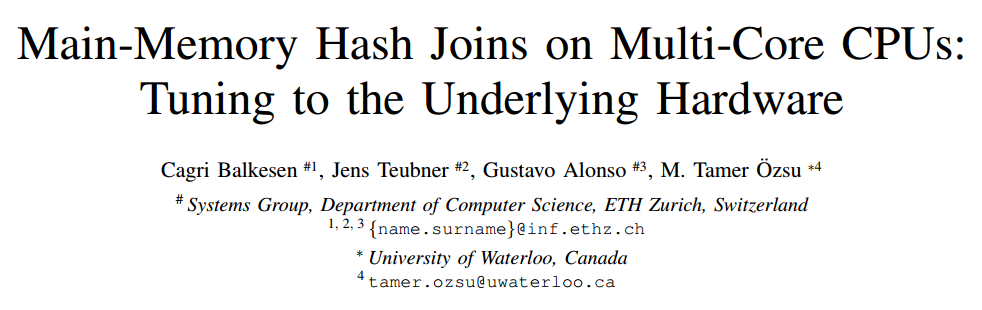 Main-Memory Hash Joins on Multi-Core CPUs:
Tuning to the Underlying Hardware
Cagri Balkesen #1, Jens Teubner #2, Gustavo Alonso #3, M. Tamer Özsu *4
# Systems Group, Department of Computer Science, ETH Zurich, Switzerland
1, 2, 3 {name.surname}@inf.ethz.ch
* University of Waterloo, Canada
4 tamer.ozsu@uwaterloo.ca